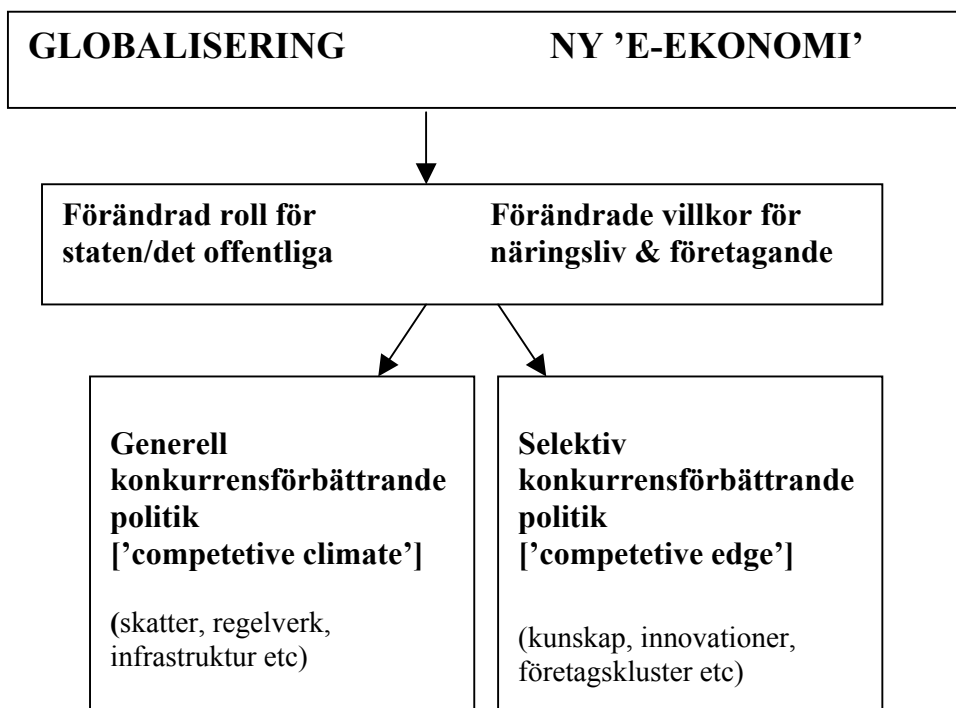 GLOBALISERING NY ’E-EKONOMI’
Förändrad roll för
staten/det offentliga
Förändrade villkor för
näringsliv & företagande
Generell
konkurrensförbättrande
politik
[’competetive climate’]
(skatter, regelverk,
infrastruktur etc)
Selektiv
konkurrensförbättrande
politik
[’competetive edge’]
(kunskap, innovationer,
företagskluster etc)